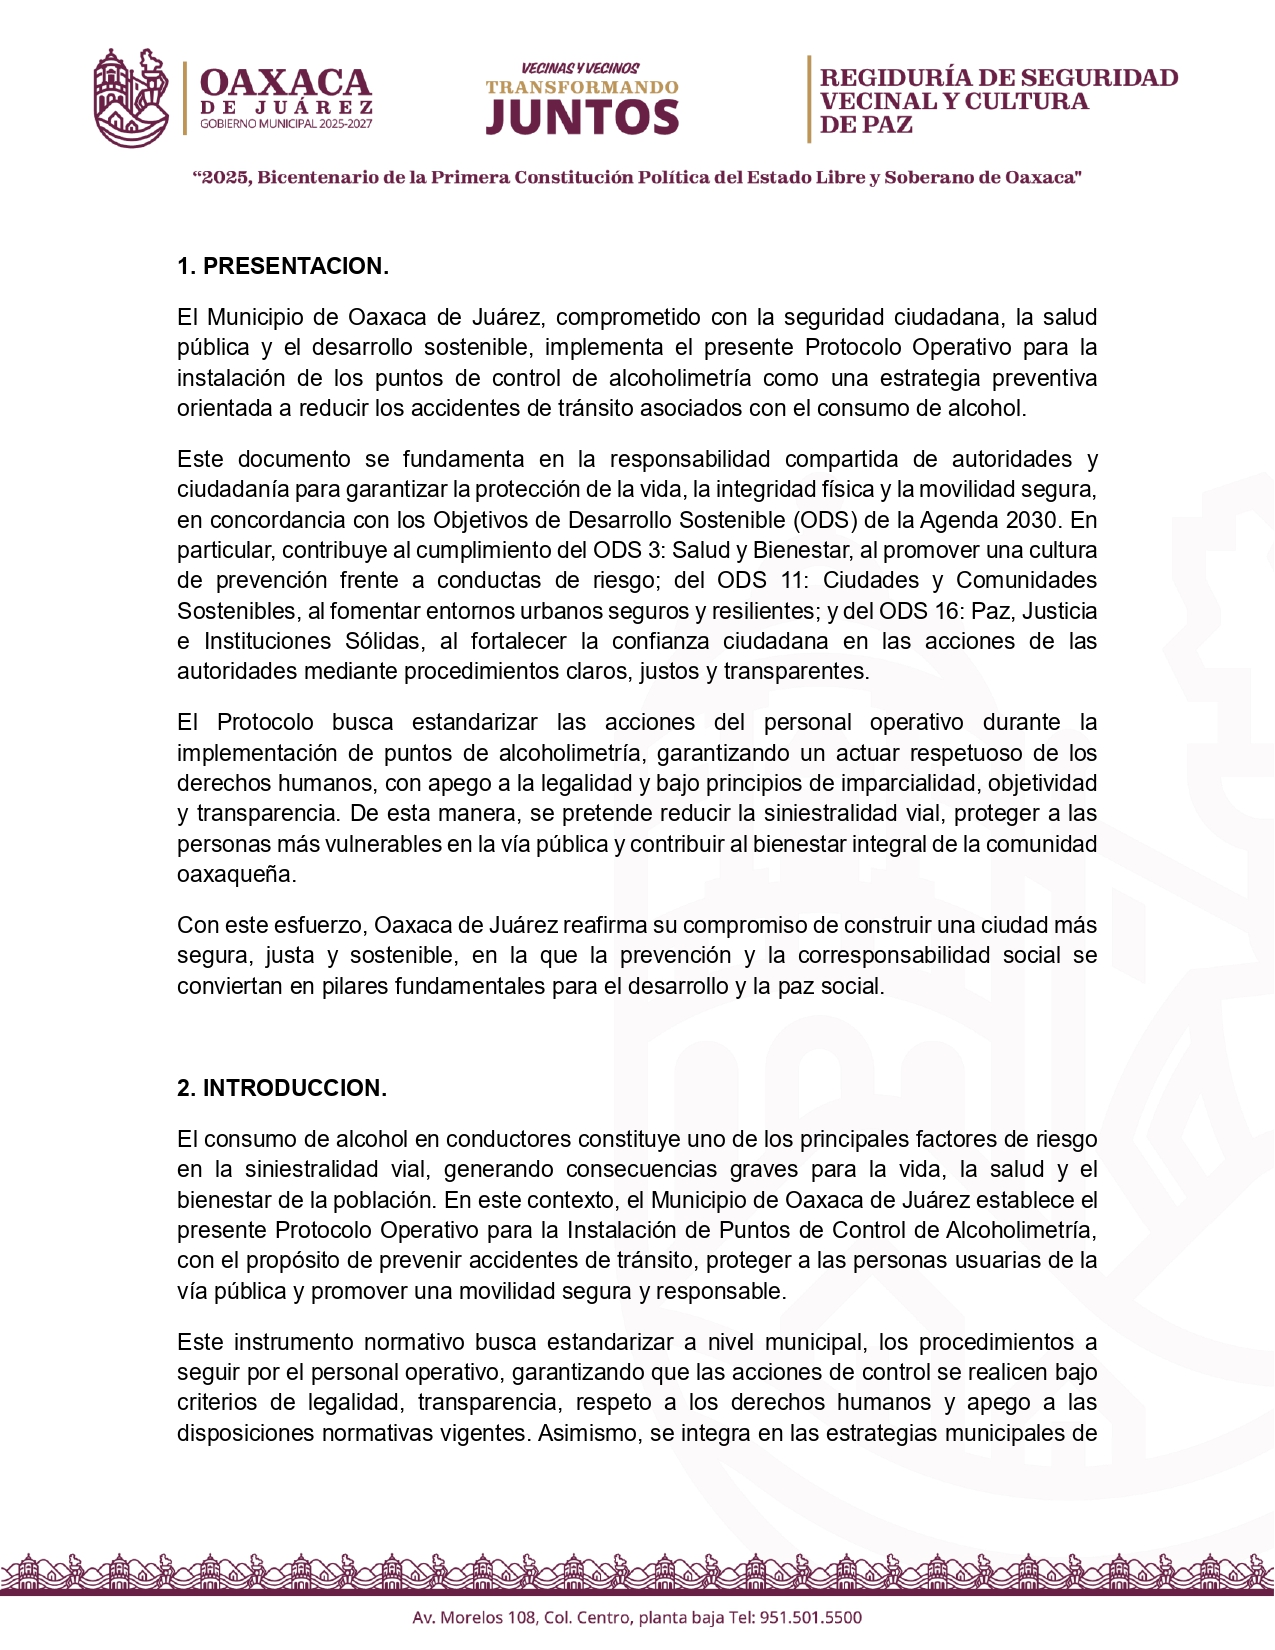 OAXACA
DE JUÁREZ
GOBIERNO MUNICIPAL 2025-2027
VECINAS Y VECINOS
TRANSFORMANDO
JUNTOS
REGIDURÍA DE SEGURIDAD
VECINAL Y CULTURA
DE PAZ
“2025, Bicentenario de la Primera Constitución Política del Estado Libre y Soberano de Oaxaca"
1. PRESENTACION.
El Municipio de Oaxaca de Juárez, comprometido con la seguridad ciudadana, la salud
pública y el desarrollo sostenible, implementa el presente Protocolo Operativo para la
instalación de los puntos de control de alcoholimetría como una estrategia preventiva
orientada a reducir los accidentes de tránsito asociados con el consumo de alcohol.
Este documento se fundamenta en la responsabilidad compartida de autoridades y
ciudadanía para garantizar la protección de la vida, la integridad física y la movilidad segura,
en concordancia con los Objetivos de Desarrollo Sostenible (ODS) de la Agenda 2030. En
particular, contribuye al cumplimiento del ODS 3: Salud y Bienestar, al promover una cultura
de prevención frente a conductas de riesgo; del ODS 11: Ciudades y Comunidades
Sostenibles, al fomentar entornos urbanos seguros y resilientes; y del ODS 16: Paz, Justicia
e Instituciones Sólidas, al fortalecer la confianza ciudadana en las acciones de las
autoridades mediante procedimientos claros, justos y transparentes.
El Protocolo busca estandarizar las acciones del personal operativo durante la
implementación de puntos de alcoholimetría, garantizando un actuar respetuoso de los
derechos humanos, con apego a la legalidad y bajo principios de imparcialidad, objetividad
y transparencia. De esta manera, se pretende reducir la siniestralidad vial, proteger a las
personas más vulnerables en la vía pública y contribuir al bienestar integral de la comunidad
oaxaqueña.
Con este esfuerzo, Oaxaca de Juárez reafirma su compromiso de construir una ciudad más
segura, justa y sostenible, en la que la prevención y la corresponsabilidad social se
conviertan en pilares fundamentales para el desarrollo y la paz social.
2. INTRODUCCION.
El consumo de alcohol en conductores constituye uno de los principales factores de riesgo
en la siniestralidad vial, generando consecuencias graves para la vida, la salud y el
bienestar de la población. En este contexto, el Municipio de Oaxaca de Juárez establece el
presente Protocolo Operativo para la Instalación de Puntos de Control de Alcoholimetría,
con el propósito de prevenir accidentes de tránsito, proteger a las personas usuarias de la
vía pública y promover una movilidad segura y responsable.
Este instrumento normativo busca estandarizar a nivel municipal, los procedimientos a
seguir por el personal operativo, garantizando que las acciones de control se realicen bajo
criterios de legalidad, transparencia, respeto a los derechos humanos y apego a las
disposiciones normativas vigentes. Asimismo, se integra en las estrategias municipales de
Av. Morelos 108, Col. Centro, planta baja Tel: 951.501.5500